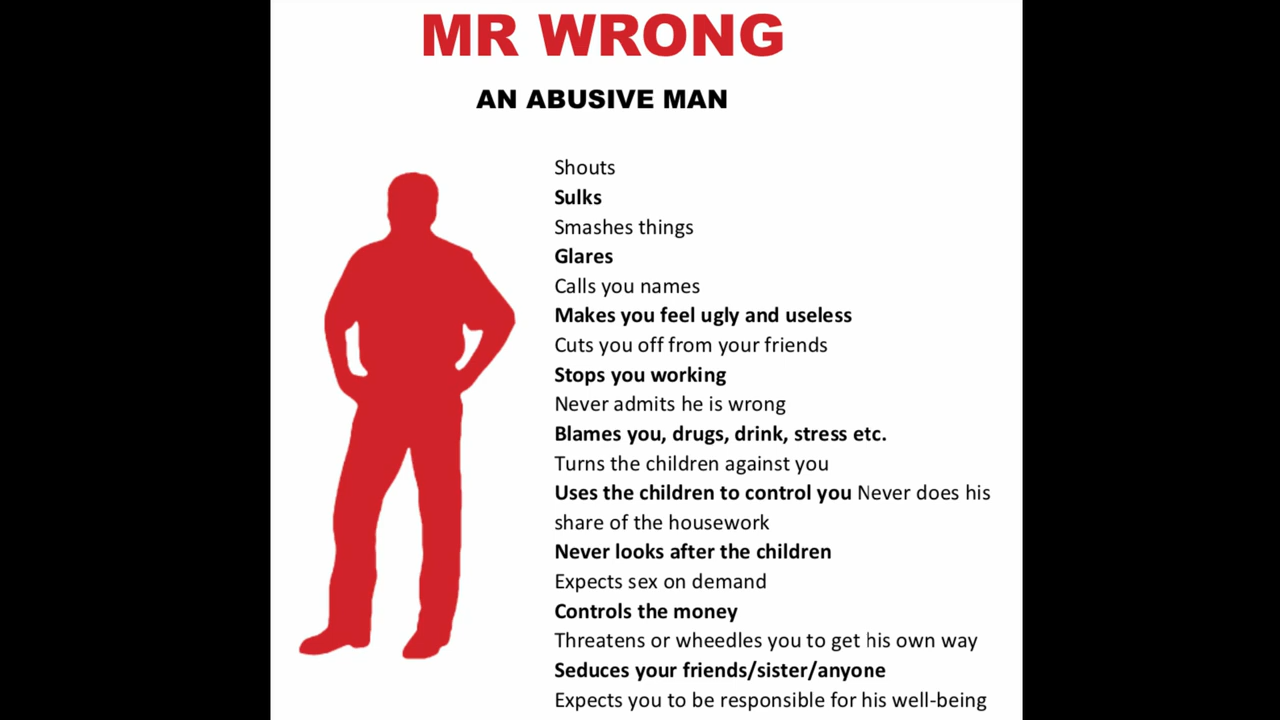 MR WRONG
AN ABUSIVE MAN
Shouts
Sulks
Smashes things
Glares
Calls you names
Makes you feel ugly and useless
Cuts you off from your friends
Stops you working
Never admits he is wrong
Blames you, drugs, drink, stress etc.
Turns the children against you
Uses the children to control you Never does his
share of the housework
Never looks after the children
Expects sex on demand
Controls the money
Threatens or wheedles you to get his own way
Seduces your friends/sister/anyone
Expects you to be responsible for his well-being